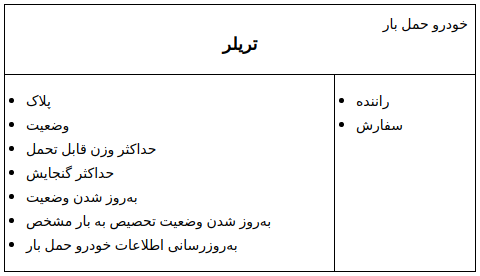 خودرو حمل بار
تریلر
راننده
سفارش
پلاک
وضعیت
حداکثر وزن قابل تحمل
حداکثر گنجایش
به‌روز شدن وضعیت
به‌روز شدن وضعیت تحصیص به بار مشخص
به‌روزرسانی اطلاعات خودرو حمل بار